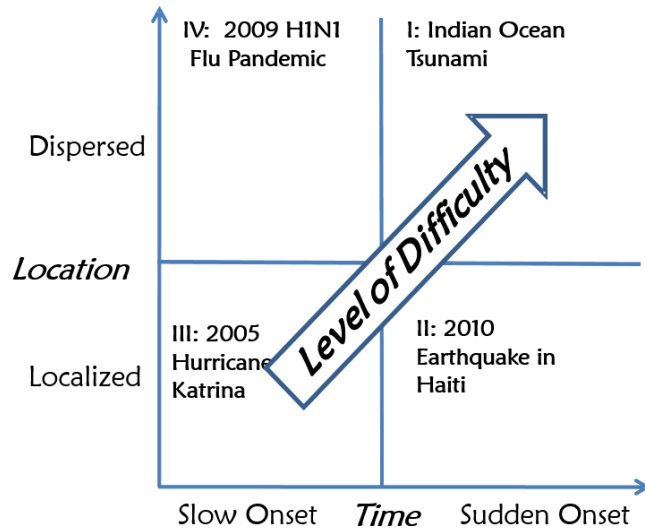 IV: 2009 H1N1
Flu Pandemic
I: Indian Ocean
Tsunami
Dispersed
Level of Difficulty
Location
III: 2005
Hurricane
Katrina
II: 2010
Earthquake in
Haiti
Localized
Slow Onset Time Sudden Onset